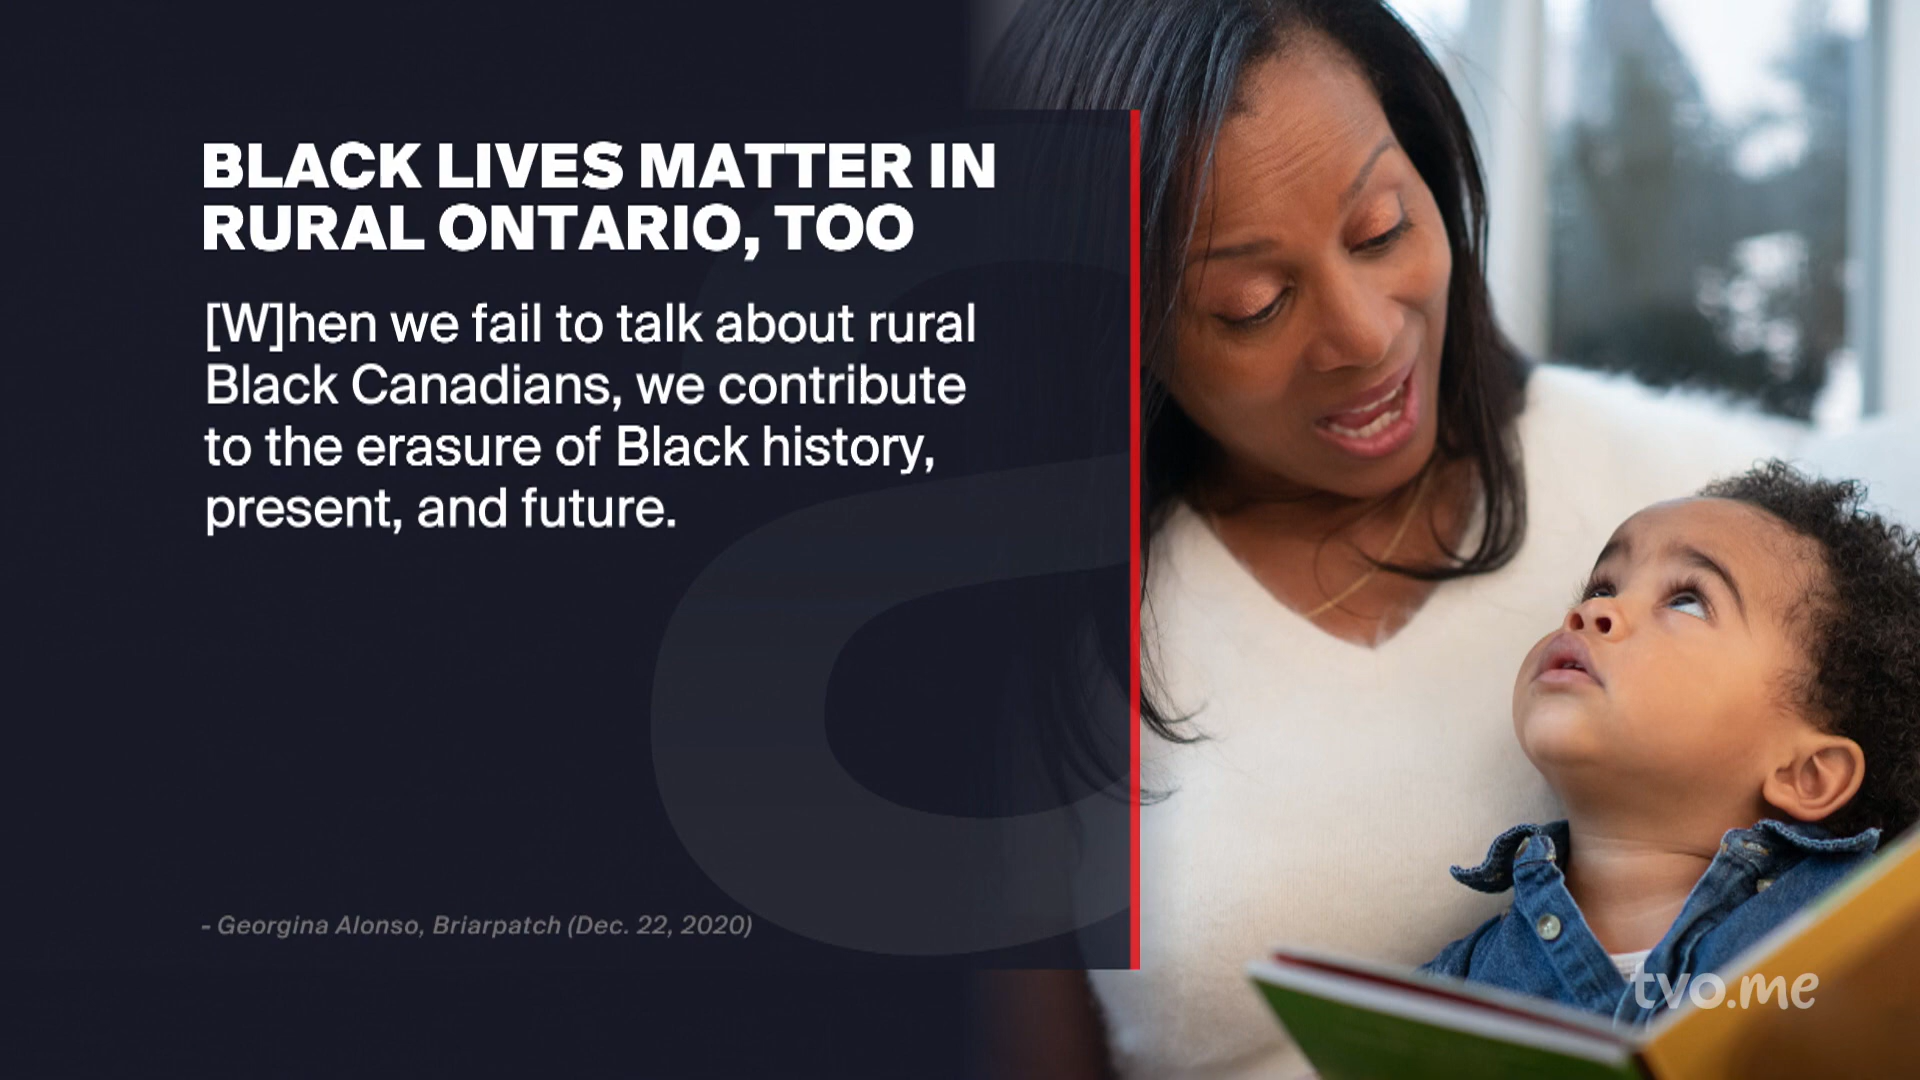 BLACK LIVES MATTER IN
RURAL ONTARIO, TOO
[W]hen we fail to talk about rural
Black Canadians, we contribute
to the erasure of Black history,
present, and future.
- Georgina Alonso, Briarpatch (Dec. 22, 2020)
tvo.me